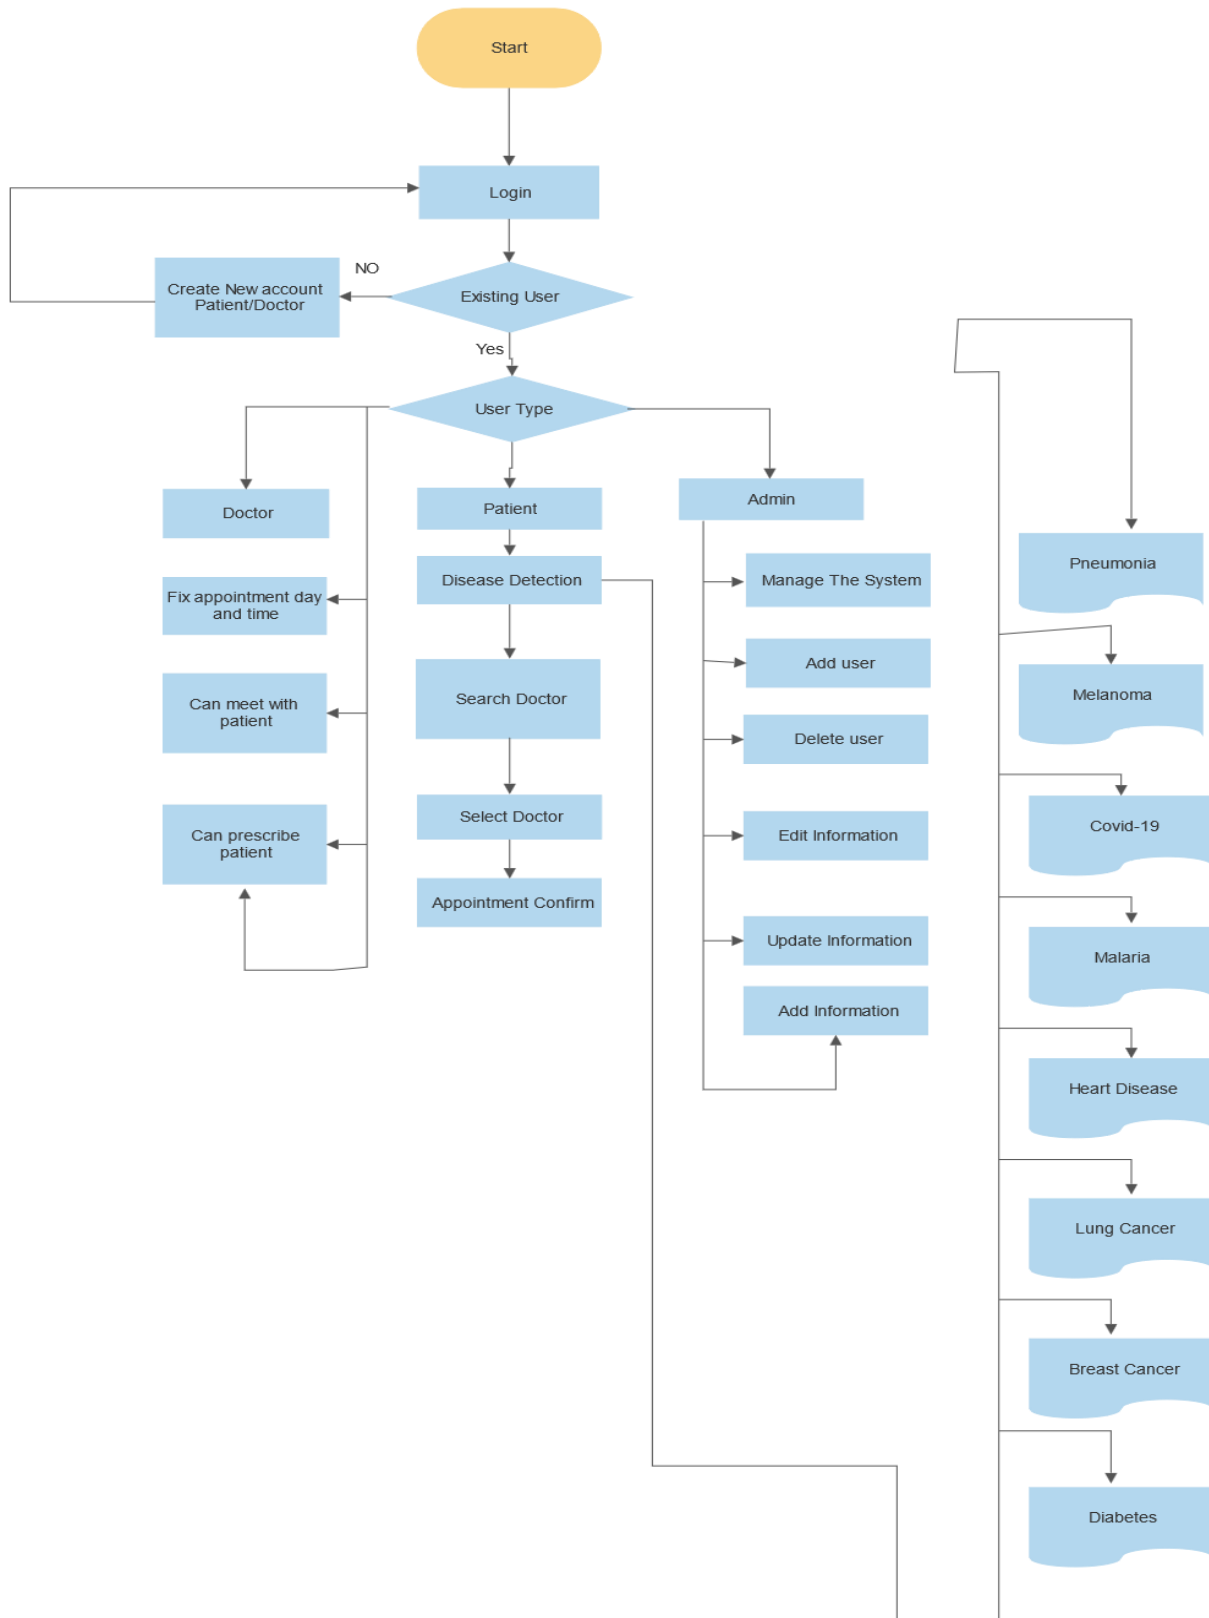 Start
Login
NO
Create New account
Patient/Doctor
Existing User
Yes
User Type
Doctor
Fix appointment day
and time
Can meet with
patient
Can prescribe
patient
Patient
Disease Detection
Search Doctor
Select Doctor
Appointment Confirm
Admin
Manage The System
Add user
Delete user
Edit Information
Update Information
Add Information
Pneumonia
Melanoma
Covid-19
Malaria
Heart Disease
Lung Cancer
Breast Cancer
Diabetes